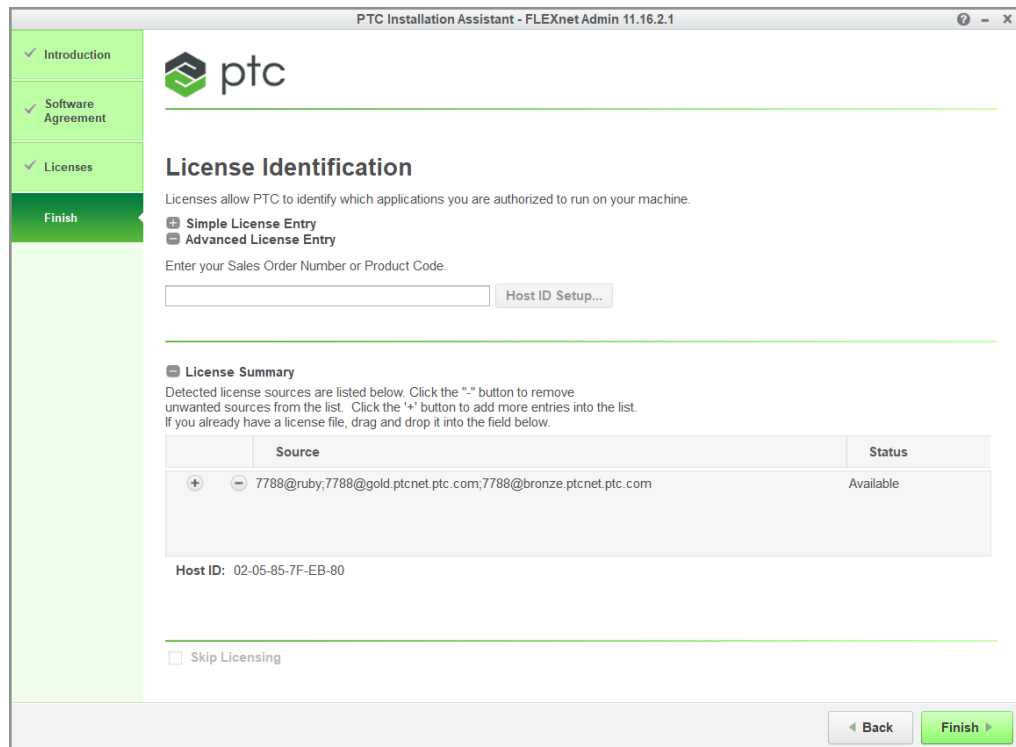 PTC Installation Assistant - FLEXnet Admin 11.16.2.1
Introduction
Software
Agreement
Licenses
Finish
ptc
License Identification
Licenses allow PTC to identify which applications you are authorized to run on your machine.
Simple License Entry
Advanced License Entry
Enter your Sales Order Number or Product Code.
Host ID Setup...
License Summary
Detected license sources are listed below. Click the "-" button to remove
unwanted sources from the list.  Click the '+' button to add more entries into the list.
If you already have a license file, drag and drop it into the field below.
Source Status
7788@ruby;7788@gold.ptcnet.ptc.com;7788@bronze.ptcnet.ptc.com Available
Host ID: 02-05-85-7F-EB-80
Skip Licensing
Back Finish